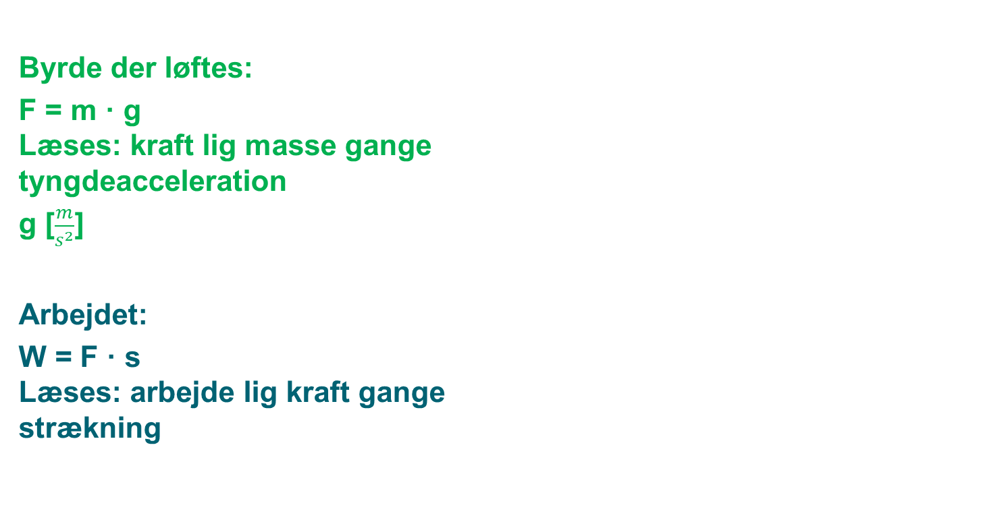 Byrde der løftes:
F = m · g
Læses: kraft lig masse gange
tyngdeacceleration
g [m/s²]
Arbejdet:
W = F · s
Læses: arbejde lig kraft gange
strækning